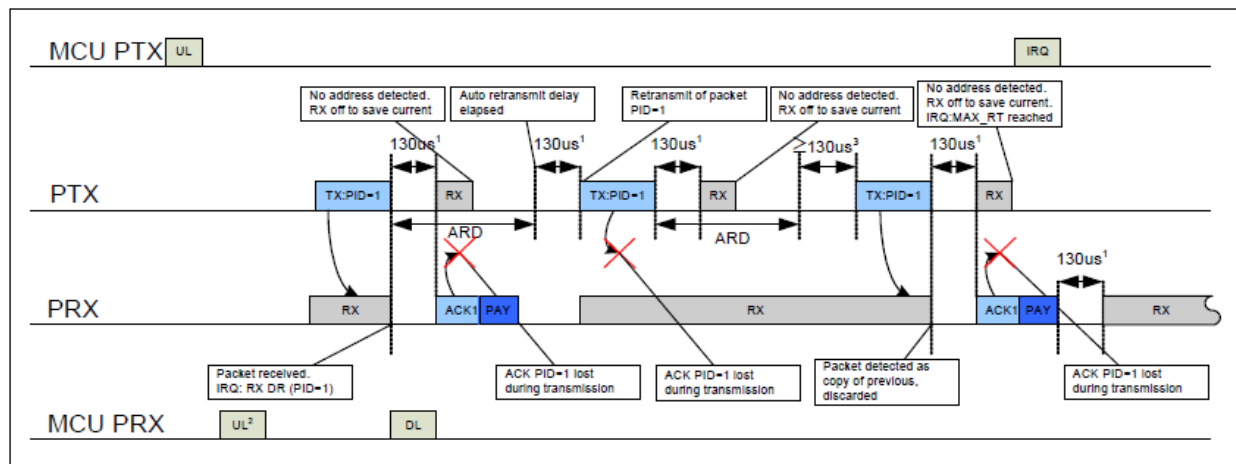 MCU PTX
UL
IRQ
No address detected.
RX off to save current
Auto retransmit delay
elapsed
Retransmit of packet
PID=1
No address detected.
RX off to save current
No address detected.
RX off to save current.
IRQ:MAX_RT reached
130us¹
130us¹
130us¹
≥130us³
130us¹
PTX
TX:PID=1
RX
TX:PID=1
RX
TX:PID=1
RX
ARD
ARD
130us¹
PRX
RX
ACK1
PAY
RX
ACK1
PAY
RX
Packet received.
IRQ: RX DR (PID=1)
ACK PID=1 lost
during transmission
ACK PID=1 lost
during transmission
Packet detected as
copy of previous,
discarded
ACK PID=1 lost
during transmission
MCU PRX
UL²
DL